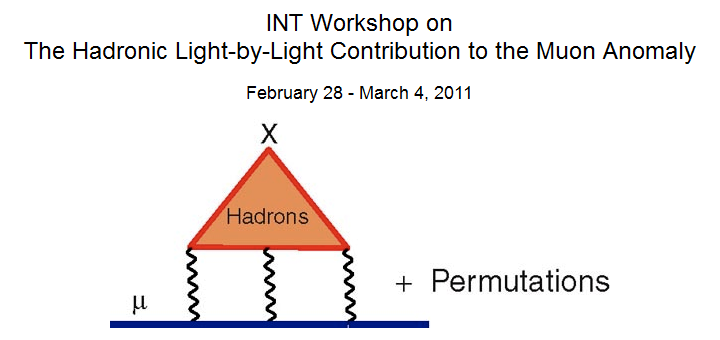 INT Workshop on
The Hadronic Light-by-Light Contribution to the Muon Anomaly
February 28 - March 4, 2011
X
Hadrons
+ Permutations
μ